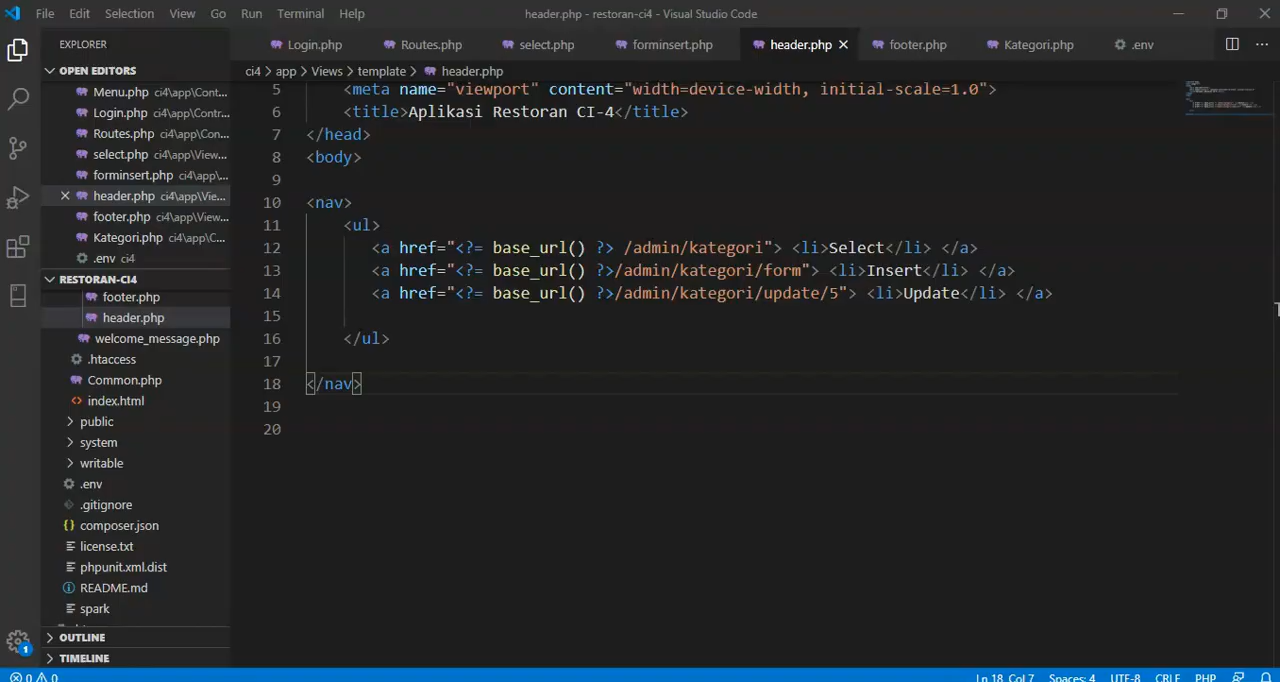 File Edit Selection View Go Run Terminal Help header.php - restoran-ci4 - Visual Studio Code
EXPLORER Login.php Routes.php select.php forminsert.php header.php footer.php Kategori.php .env
OPEN EDITORS
Menu.php ci4\app\Cont...
Login.php ci4\app\Contr...
Routes.php ci4\app\Con...
select.php ci4\app\View...
forminsert.php ci4\app\...
header.php ci4\app\Vie...
footer.php ci4\app\View...
Kategori.php ci4\app\C...
.env ci4
RESTORAN-CI4
footer.php
header.php
welcome_message.php
.htaccess
Common.php
index.html
public
system
writable
.env
.gitignore
composer.json
license.txt
phpunit.xml.dist
README.md
spark
OUTLINE
TIMELINE
ci4 > app > Views > template > header.php
5 <meta name="viewport" content="width=device-width, initial-scale=1.0">
6 <title>Aplikasi Restoran CI-4</title>
7 </head>
8 <body>
9
10 <nav>
11 <ul>
12 <a href="<?= base_url() ?> /admin/kategori"> <li>Select</li> </a>
13 <a href="<?= base_url() ?>/admin/kategori/form"> <li>Insert</li> </a>
14 <a href="<?= base_url() ?>/admin/kategori/update/5"> <li>Update</li> </a>
15
16 </ul>
17
18 </nav>
19
20
1
0 0 Ln 18, Col 7 Spaces: 4 UTF-8 CRLF PHP